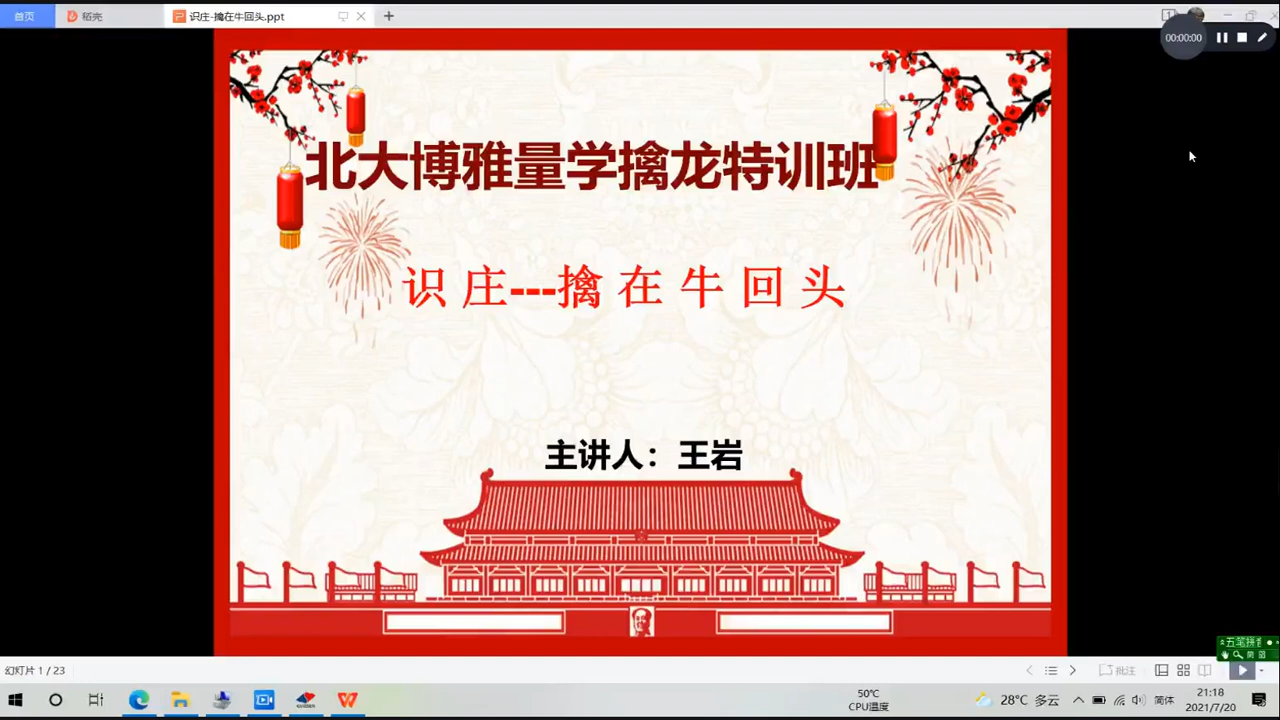 首页
稻壳
识庄-擒在牛回头.ppt
00:00:00
北大博雅量学擒龙特训班
识 庄---擒 在 牛 回 头
主讲人：王岩
幻灯片 1 / 23
批注
50℃
CPU温度
28°C 多云
简体
21:18
2021/7/20